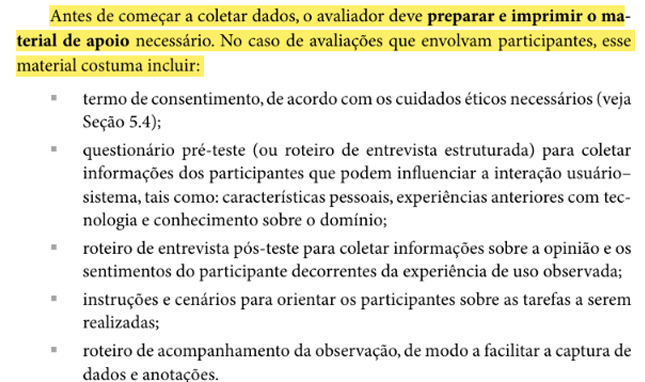 Antes de começar a coletar dados, o avaliador deve preparar e imprimir o ma-
terial de apoio necessário. No caso de avaliações que envolvam participantes, esse
material costuma incluir:
▪ termo de consentimento, de acordo com os cuidados éticos necessários (veja
Seção 5.4);
▪ questionário pré-teste (ou roteiro de entrevista estruturada) para coletar
informações dos participantes que podem influenciar a interação usuário–
sistema, tais como: características pessoais, experiências anteriores com tec-
nologia e conhecimento sobre o domínio;
▪ roteiro de entrevista pós-teste para coletar informações sobre a opinião e os
sentimentos do participante decorrentes da experiência de uso observada;
▪ instruções e cenários para orientar os participantes sobre as tarefas a serem
realizadas;
▪ roteiro de acompanhamento da observação, de modo a facilitar a captura de
dados e anotações.